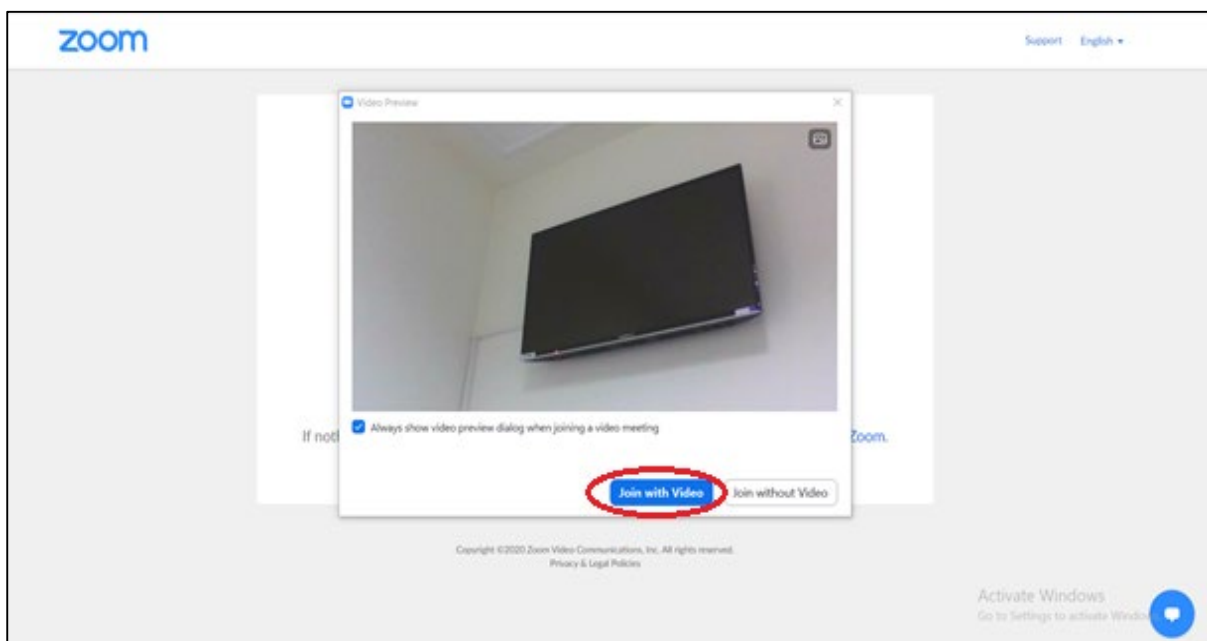 zoom
Support English
Video Preview
Always show video preview dialog when joining a video meeting
If not
Zoom.
Join with Video
Join without Video
Copyright ©2020 Zoom Video Communications, Inc. All rights reserved.
Privacy & Legal Policies
Activate Windows
Go to Settings to activate Windows